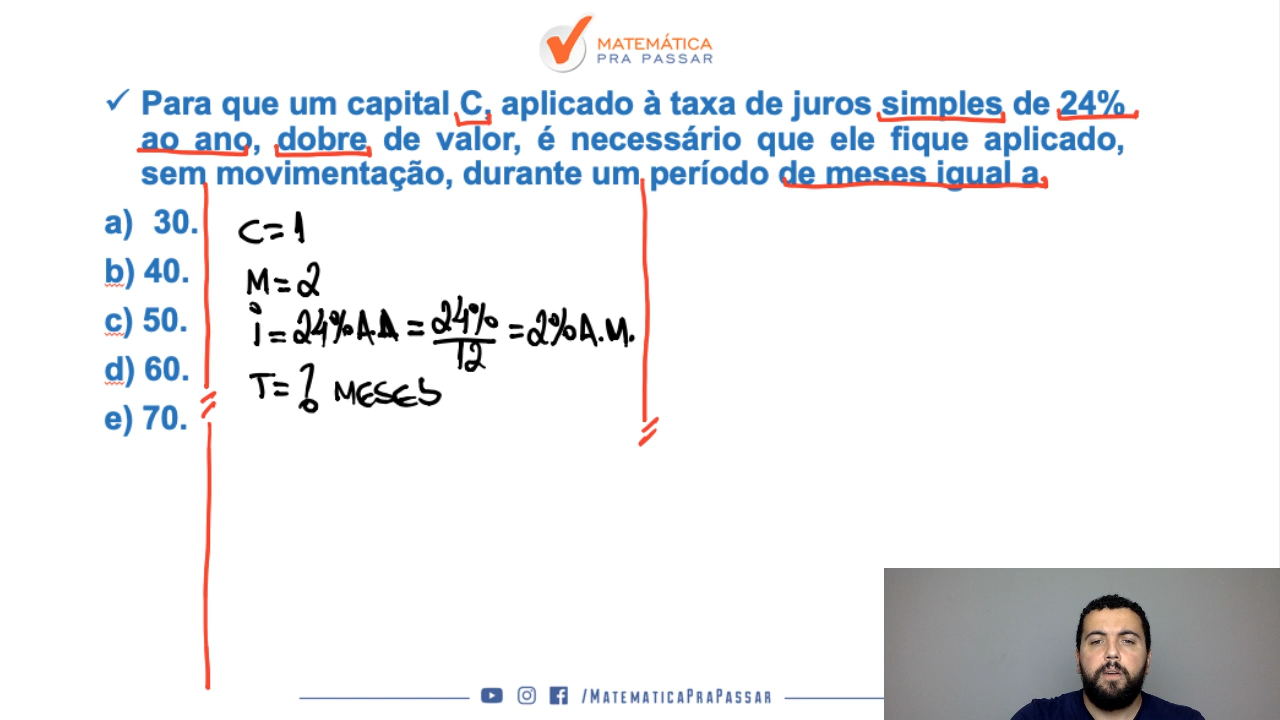 MATEMÁTICA
PRA PASSAR
✓ Para que um capital C, aplicado à taxa de juros simples de 24%
ao ano, dobre de valor, é necessário que ele fique aplicado,
sem movimentação, durante um período de meses igual a
a) 30.
b) 40.
c) 50.
d) 60.
e) 70.
C = 1
M = 2
i = 24% A.A = 24%/12 = 2% A.M.
T = ? MESES
/MATEMATICAPRAPASSAR